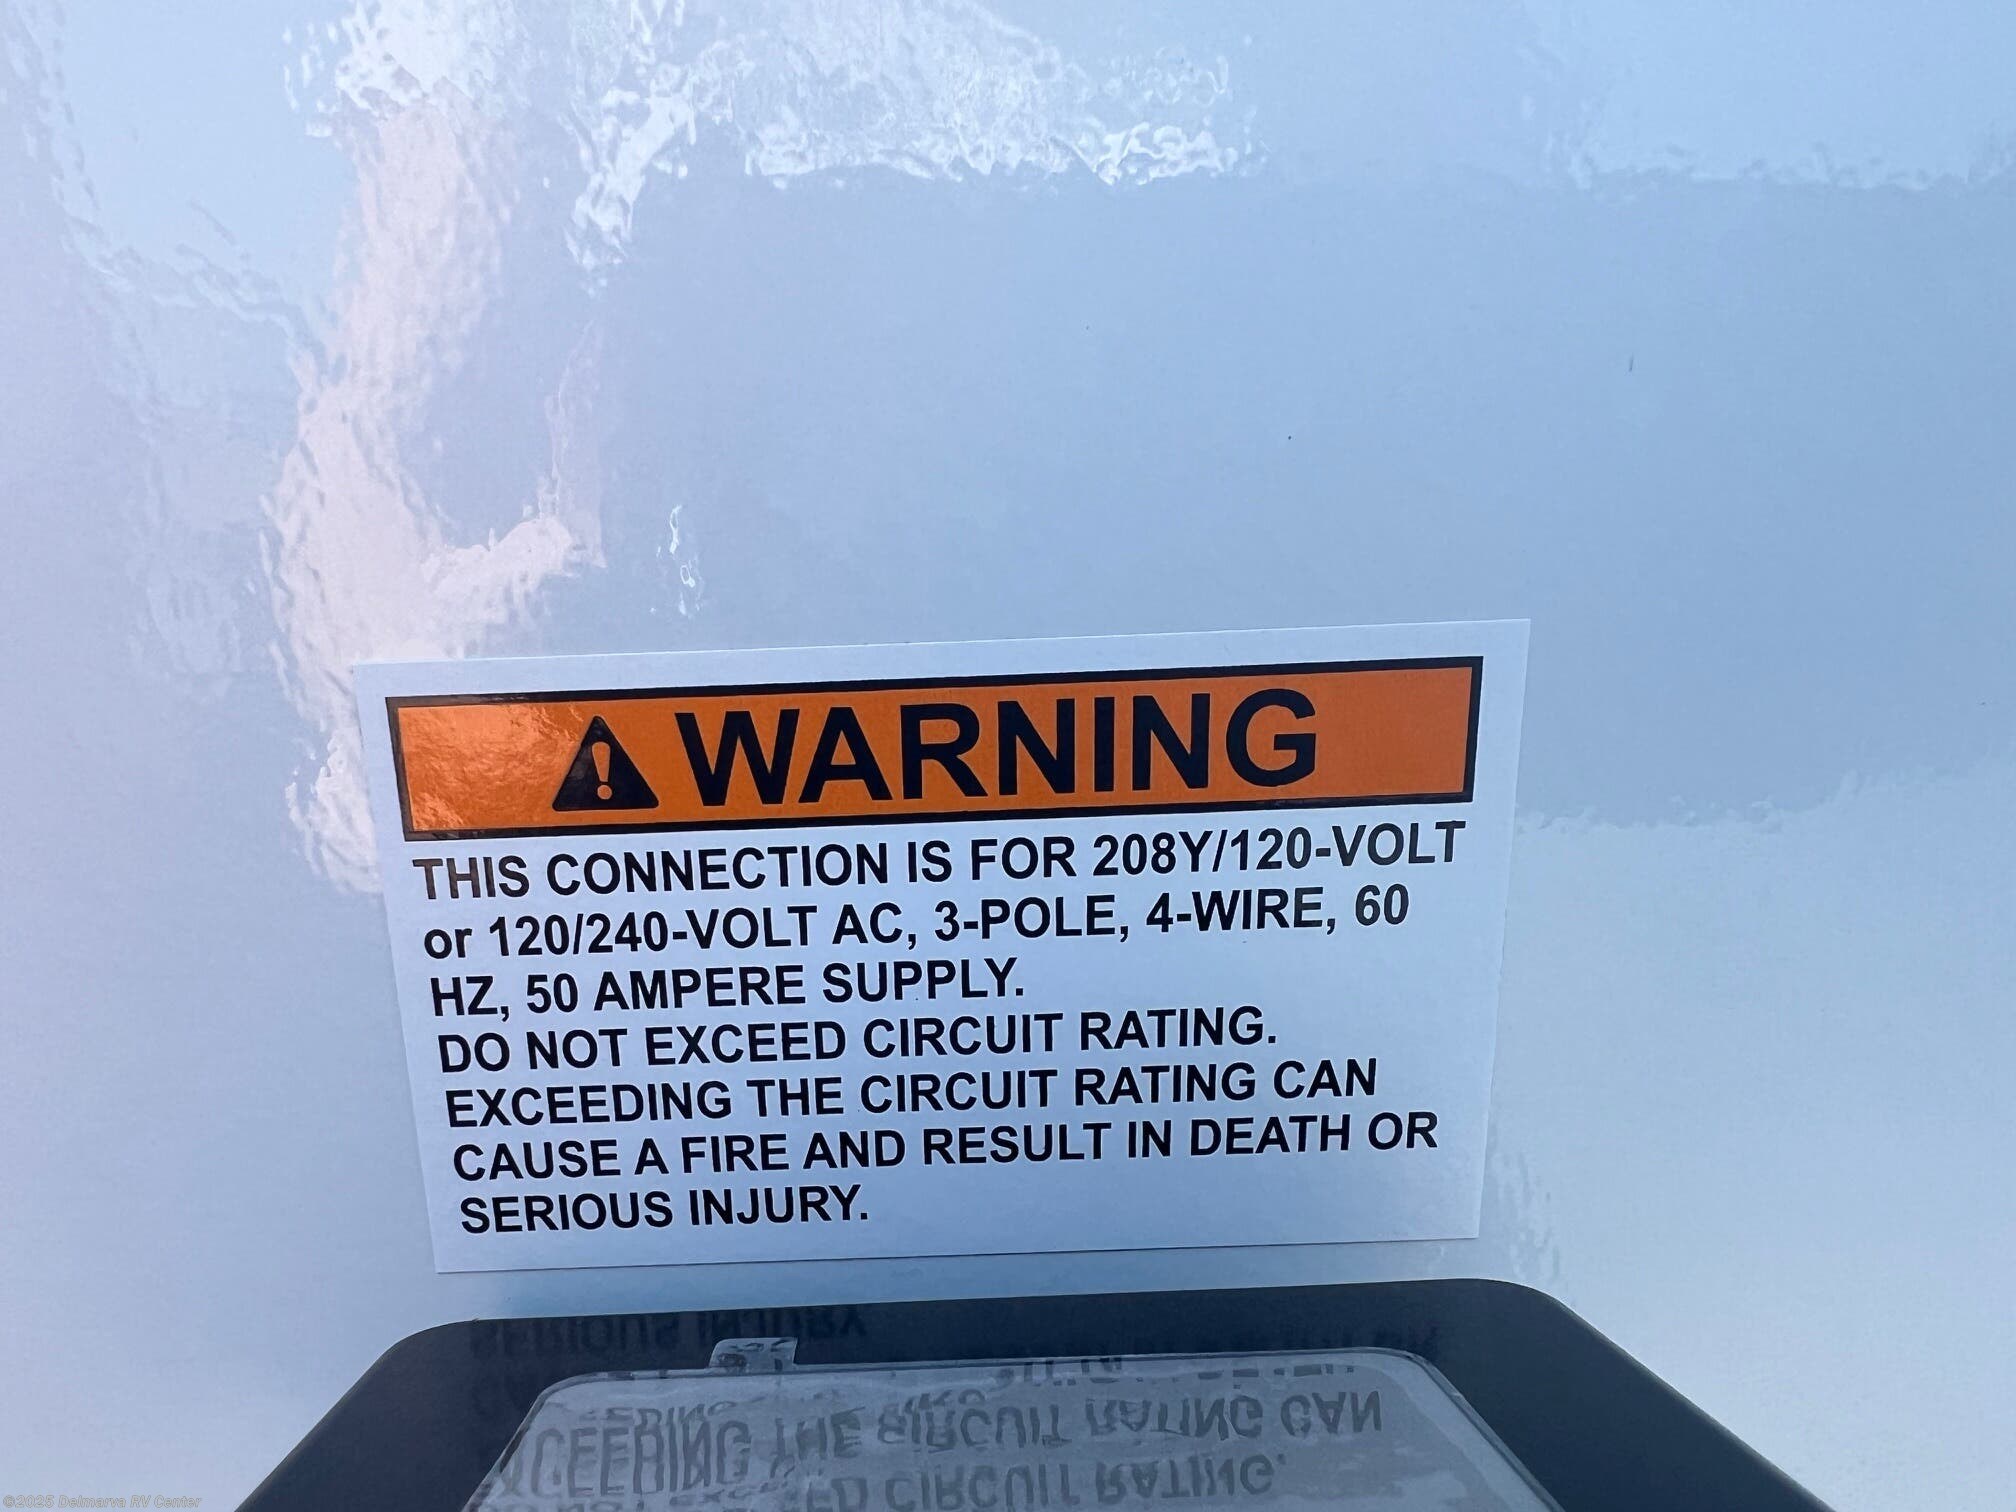 WARNING
THIS CONNECTION IS FOR 208Y/120-VOLT
or 120/240-VOLT AC, 3-POLE, 4-WIRE, 60
HZ, 50 AMPERE SUPPLY.
DO NOT EXCEED CIRCUIT RATING.
EXCEEDING THE CIRCUIT RATING CAN
CAUSE A FIRE AND RESULT IN DEATH OR
SERIOUS INJURY.
©2025 Delmarva RV Center